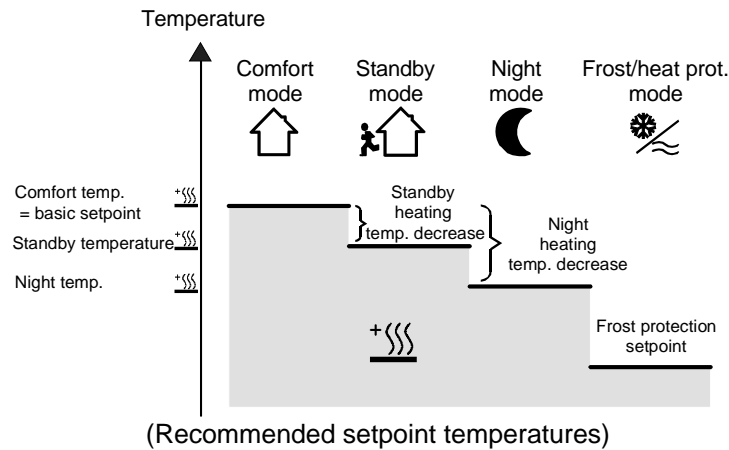 Temperature
Comfort
mode
Standby
mode
Night
mode
Frost/heat prot.
mode
Comfort temp.
= basic setpoint
Standby temperature
Night temp.
Standby
heating
temp. decrease
Night
heating
temp. decrease
Frost protection
setpoint
(Recommended setpoint temperatures)